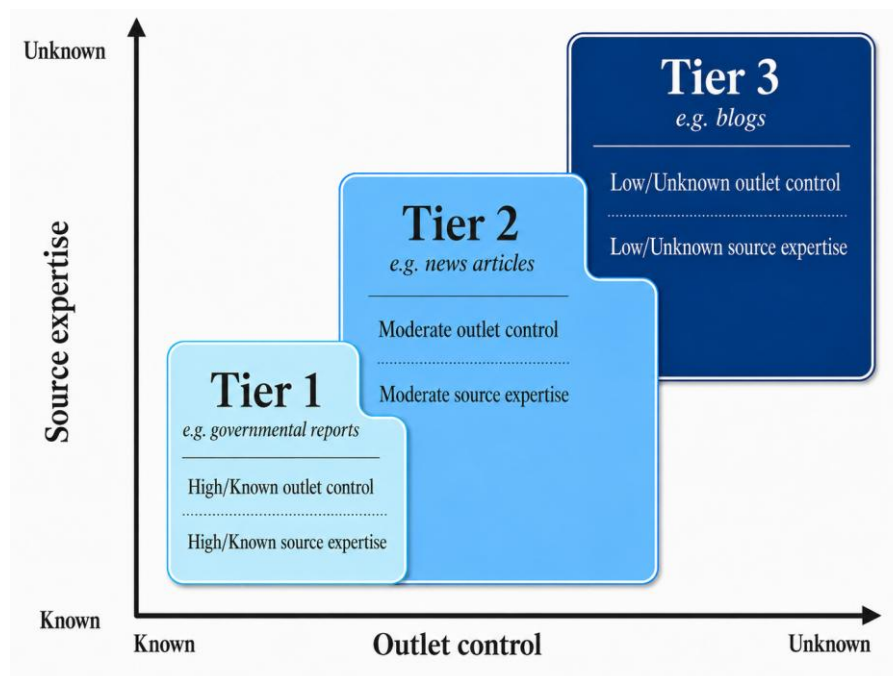 Unknown
Source expertise
Known
Tier 3
e.g. blogs
Low/Unknown outlet control
Low/Unknown source expertise
Tier 2
e.g. news articles
Moderate outlet control
Moderate source expertise
Tier 1
e.g. governmental reports
High/Known outlet control
High/Known source expertise
Known
Outlet control
Unknown